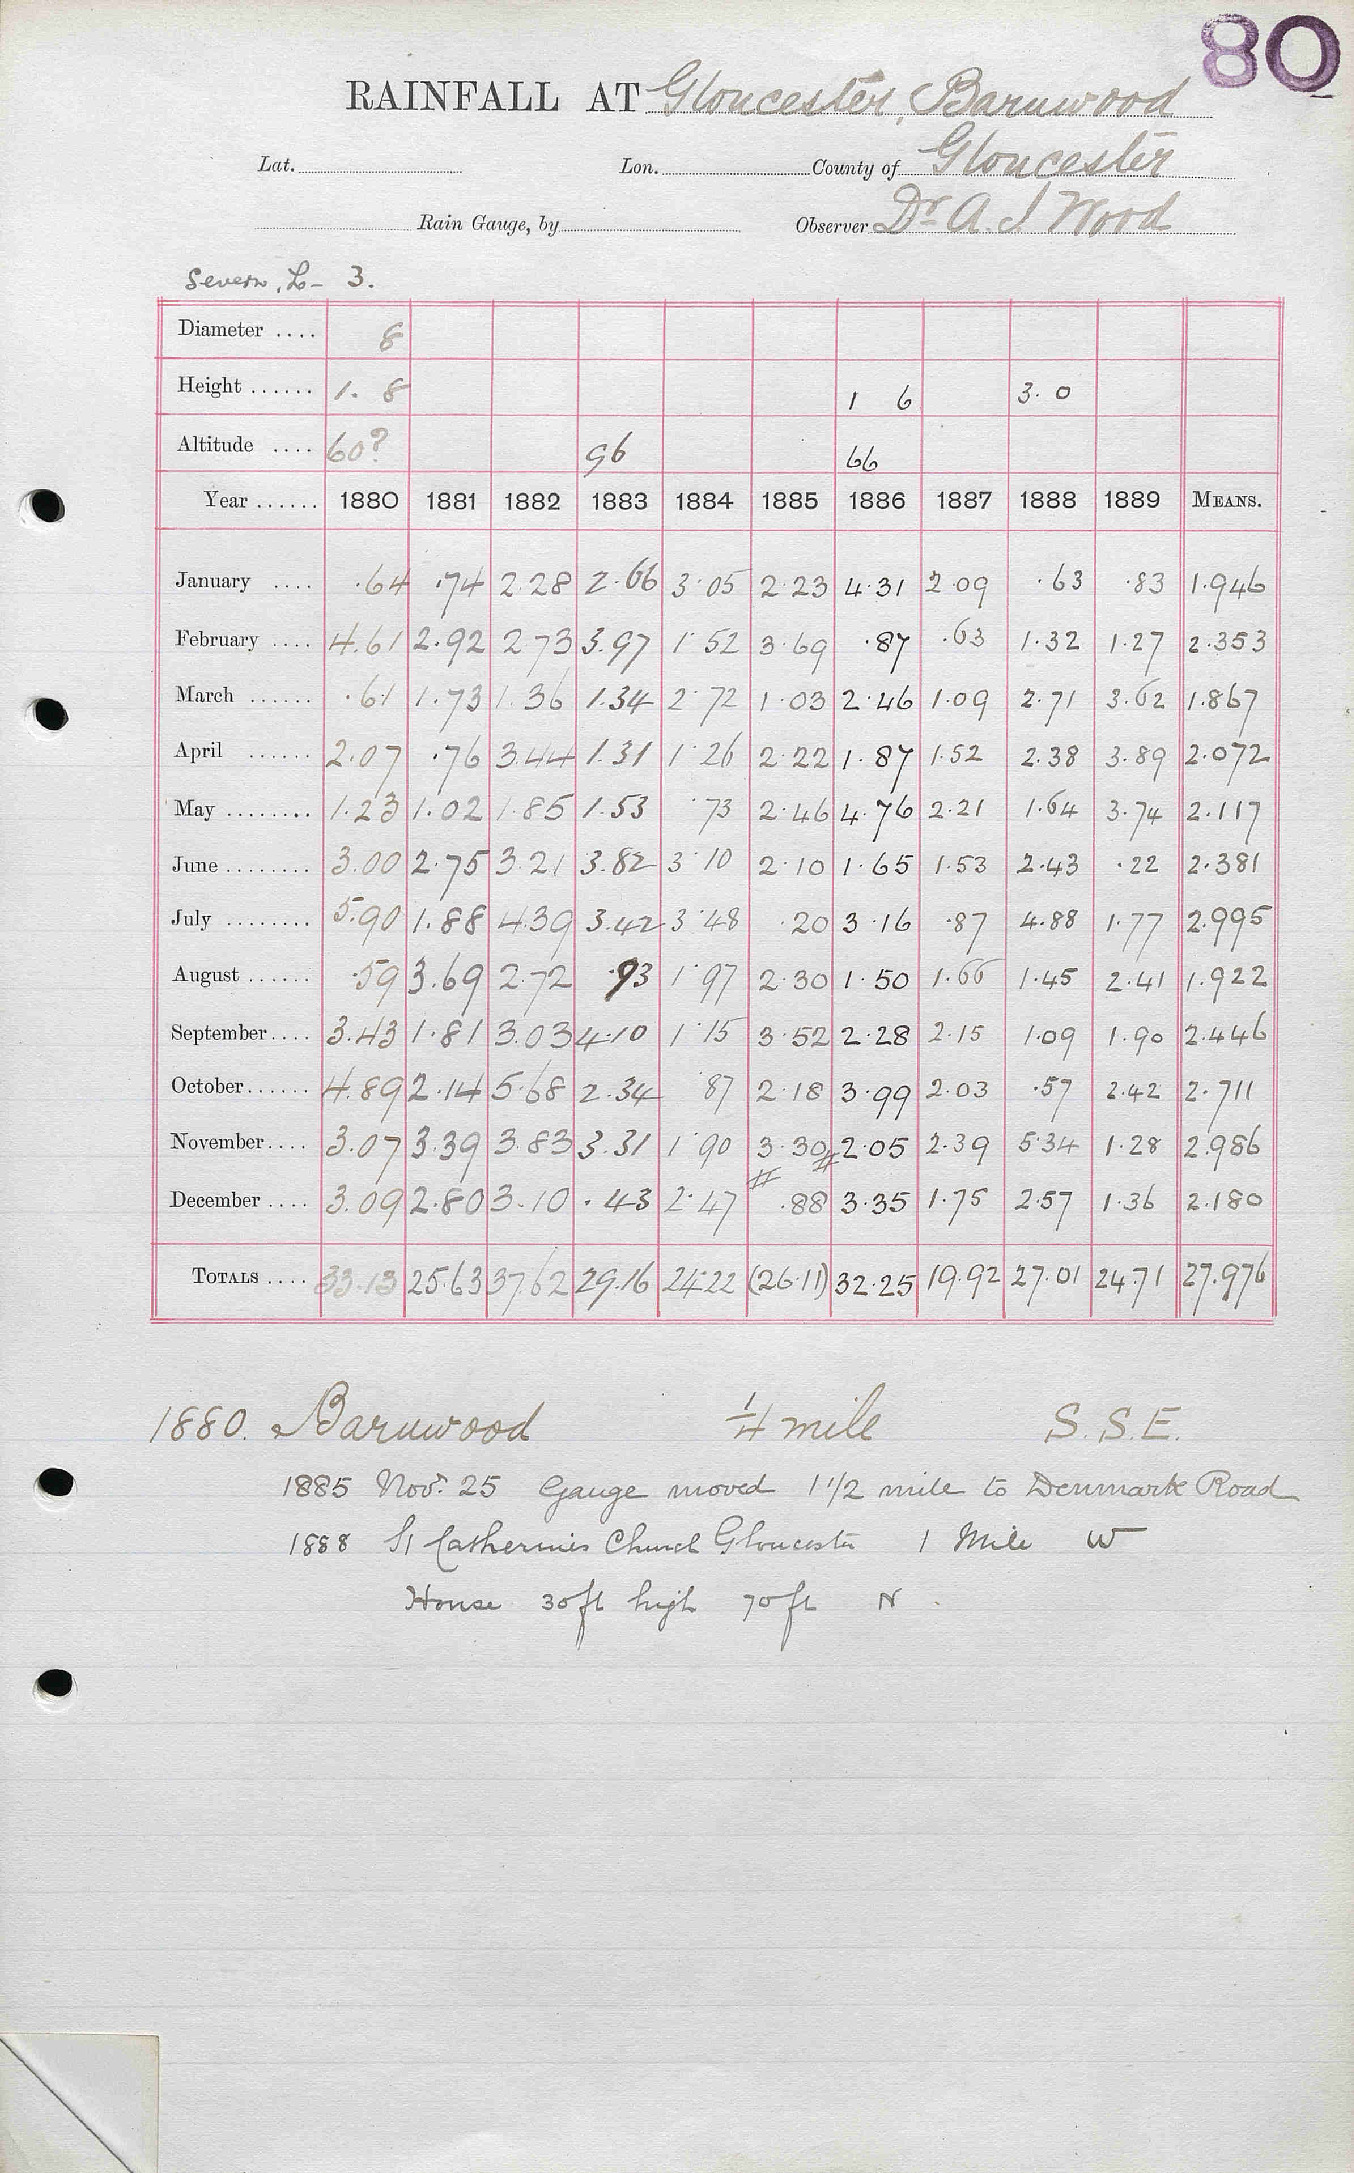 80
RAINFALL AT Gloucester, Barnwood
Lat. Lon. County of Gloucester
Rain Gauge, by Observer Dr A. J Wood
Severn, L- 3.
Diameter .... 8
Height ...... 1. 8 1 6 3. 0
Altitude .... 60? 96 66
Year ...... 1880 1881 1882 1883 1884 1885 1886 1887 1888 1889 MEANS.
January .... .64 .74 2.28 2.66 3.05 2.23 4.31 2.09 .63 .83 1.946
February .... 4.61 2.92 2.73 3.97 1.52 3.69 .87 .63 1.32 1.27 2.353
March ...... .61 1.73 1.36 1.34 2.72 1.03 2.46 1.09 2.71 3.62 1.867
April ...... 2.07 .76 3.44 1.31 1.26 2.22 1.87 1.52 2.38 3.89 2.072
May ........ 1.23 1.02 1.85 1.53 .73 2.46 4.76 2.21 1.64 3.74 2.117
June ........ 3.00 2.75 3.21 3.82 3.10 2.10 1.65 1.53 2.43 .22 2.381
July ........ 5.90 1.88 4.39 3.42 3.48 .20 3.16 .87 4.88 1.77 2.995
August ...... .59 3.69 2.72 .93 1.97 2.30 1.50 1.66 1.45 2.41 1.922
September.... 3.43 1.81 3.03 4.10 1.15 3.52 2.28 2.15 1.09 1.90 2.446
October...... 4.89 2.14 5.68 2.34 .87 2.18 3.99 2.03 .57 2.42 2.711
November.... 3.07 3.39 3.83 3.31 1.90 3.30 2.05 2.39 5.34 1.28 2.986
December .... 3.09 2.80 3.10 .43 2.47 .88 3.35 1.75 2.57 1.36 2.180
TOTALS .... 33.13 25.63 37.62 29.16 24.22 (26.11) 32.25 19.92 27.01 24.71 27.976
1880. Barnwood 1/4 mile S.S.E.
1885 Novr. 25 Gauge moved 1 1/2 mile to Denmark Road
1888 St Catherines Church Gloucester 1 Mile W
House 30ft high 70ft N